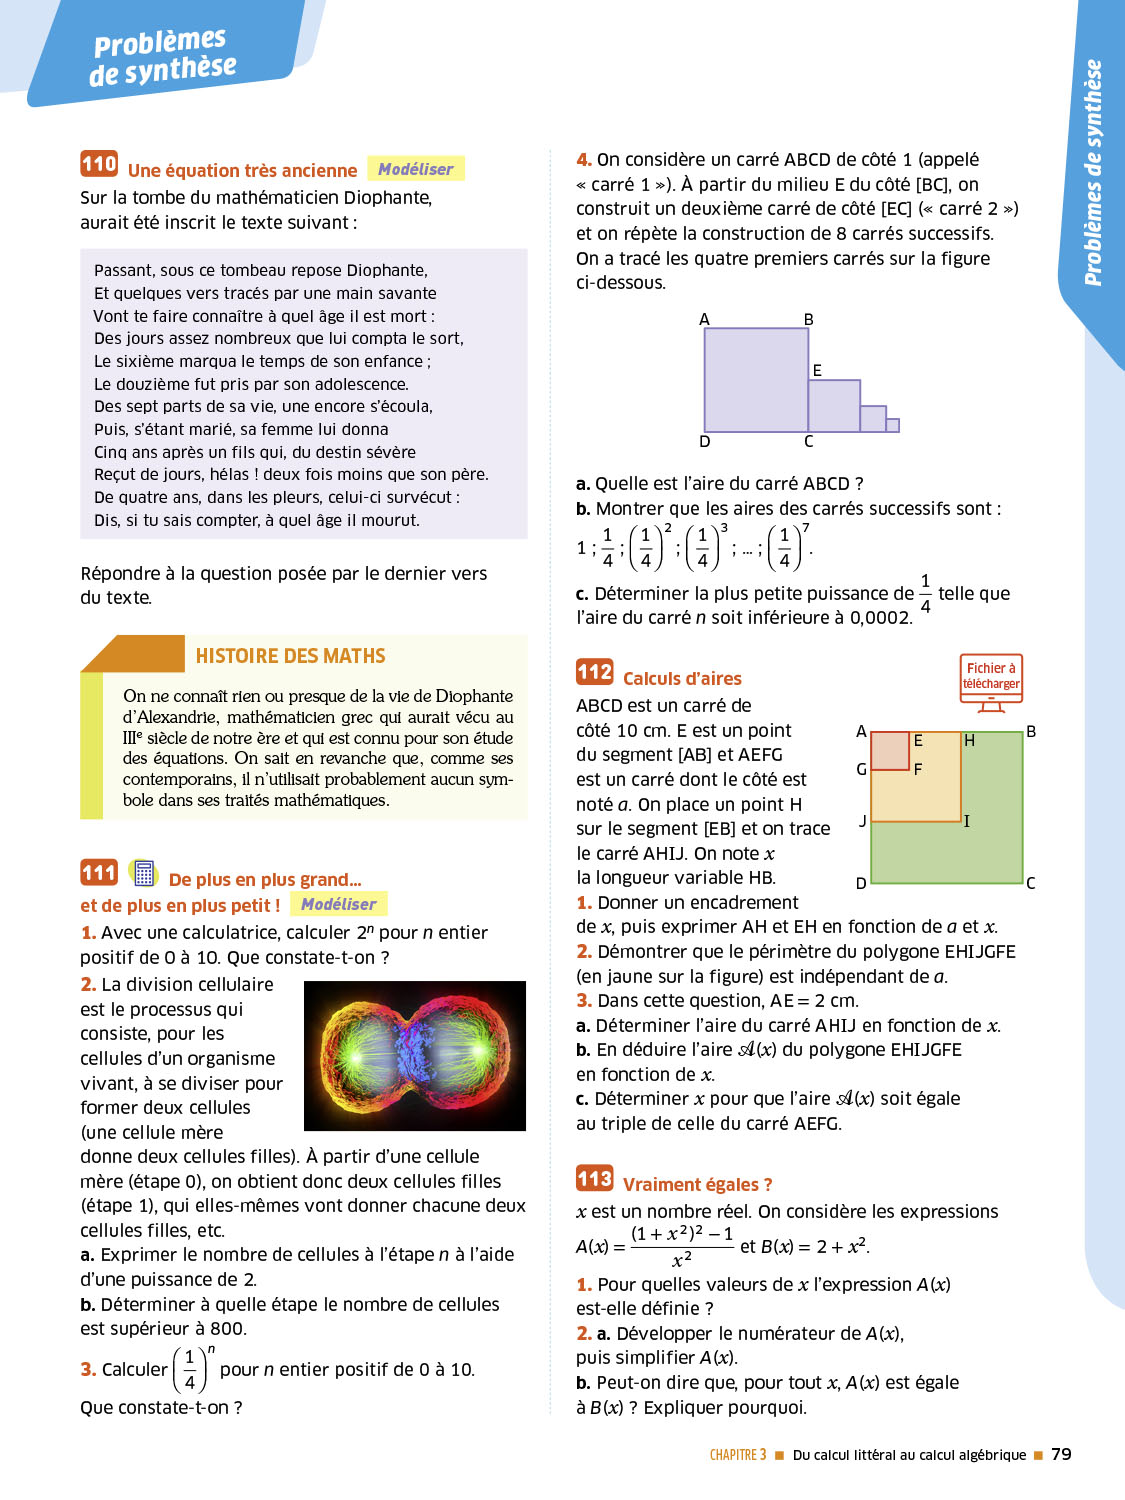 Problèmes
de synthèse
Problèmes de synthèse
110 Une équation très ancienne Modéliser
Sur la tombe du mathématicien Diophante,
aurait été inscrit le texte suivant :
Passant, sous ce tombeau repose Diophante,
Et quelques vers tracés par une main savante
Vont te faire connaître à quel âge il est mort :
Des jours assez nombreux que lui compta le sort,
Le sixième marqua le temps de son enfance ;
Le douzième fut pris par son adolescence.
Des sept parts de sa vie, une encore s'écoula,
Puis, s'étant marié, sa femme lui donna
Cinq ans après un fils qui, du destin sévère
Reçut de jours, hélas ! deux fois moins que son père.
De quatre ans, dans les pleurs, celui-ci survécut :
Dis, si tu sais compter, à quel âge il mourut.
Répondre à la question posée par le dernier vers
du texte.
HISTOIRE DES MATHS
On ne connaît rien ou presque de la vie de Diophante
d'Alexandrie, mathématicien grec qui aurait vécu au
IIIe siècle de notre ère et qui est connu pour son étude
des équations. On sait en revanche que, comme ses
contemporains, il n'utilisait probablement aucun sym-
bole dans ses traités mathématiques.
111 De plus en plus grand...
et de plus en plus petit ! Modéliser
1. Avec une calculatrice, calculer 2ⁿ pour n entier
positif de 0 à 10. Que constate-t-on ?
2. La division cellulaire
est le processus qui
consiste, pour les
cellules d'un organisme
vivant, à se diviser pour
former deux cellules
(une cellule mère
donne deux cellules filles). À partir d'une cellule
mère (étape 0), on obtient donc deux cellules filles
(étape 1), qui elles-mêmes vont donner chacune deux
cellules filles, etc.
a. Exprimer le nombre de cellules à l'étape n à l'aide
d'une puissance de 2.
b. Déterminer à quelle étape le nombre de cellules
est supérieur à 800.
3. Calculer (1/4)ⁿ pour n entier positif de 0 à 10.
Que constate-t-on ?
4. On considère un carré ABCD de côté 1 (appelé
« carré 1 »). À partir du milieu E du côté [BC], on
construit un deuxième carré de côté [EC] (« carré 2 »)
et on répète la construction de 8 carrés successifs.
On a tracé les quatre premiers carrés sur la figure
ci-dessous.
A B
E
D C
a. Quelle est l'aire du carré ABCD ?
b. Montrer que les aires des carrés successifs sont :
1 ; 1/4 ; (1/4)² ; (1/4)³ ; ... ; (1/4)⁷.
c. Déterminer la plus petite puissance de 1/4 telle que
l'aire du carré n soit inférieure à 0,0002.
112 Calculs d'aires
Fichier à
télécharger
ABCD est un carré de
côté 10 cm. E est un point
du segment [AB] et AEFG
est un carré dont le côté est
noté a. On place un point H
sur le segment [EB] et on trace
le carré AHIJ. On note x
la longueur variable HB.
A E H B
G F
J I
D C
1. Donner un encadrement
de x, puis exprimer AH et EH en fonction de a et x.
2. Démontrer que le périmètre du polygone EHIJGFE
(en jaune sur la figure) est indépendant de a.
3. Dans cette question, AE = 2 cm.
a. Déterminer l'aire du carré AHIJ en fonction de x.
b. En déduire l'aire 𝒜(x) du polygone EHIJGFE
en fonction de x.
c. Déterminer x pour que l'aire 𝒜(x) soit égale
au triple de celle du carré AEFG.
113 Vraiment égales ?
x est un nombre réel. On considère les expressions
A(x) = ((1 + x²)² − 1)/x² et B(x) = 2 + x².
1. Pour quelles valeurs de x l'expression A(x)
est-elle définie ?
2. a. Développer le numérateur de A(x),
puis simplifier A(x).
b. Peut-on dire que, pour tout x, A(x) est égale
à B(x) ? Expliquer pourquoi.
CHAPITRE 3 ■ Du calcul littéral au calcul algébrique ■ 79